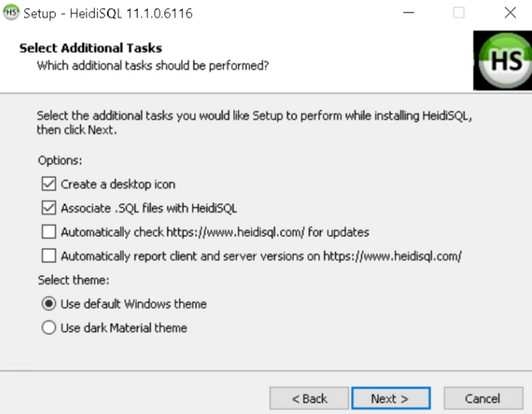 HS Setup - HeidiSQL 11.1.0.6116
Select Additional Tasks
Which additional tasks should be performed?
HS
Select the additional tasks you would like Setup to perform while installing HeidiSQL,
then click Next.
Options:
Create a desktop icon
Associate .SQL files with HeidiSQL
Automatically check https://www.heidisql.com/ for updates
Automatically report client and server versions on https://www.heidisql.com/
Select theme:
Use default Windows theme
Use dark Material theme
< Back Next > Cancel